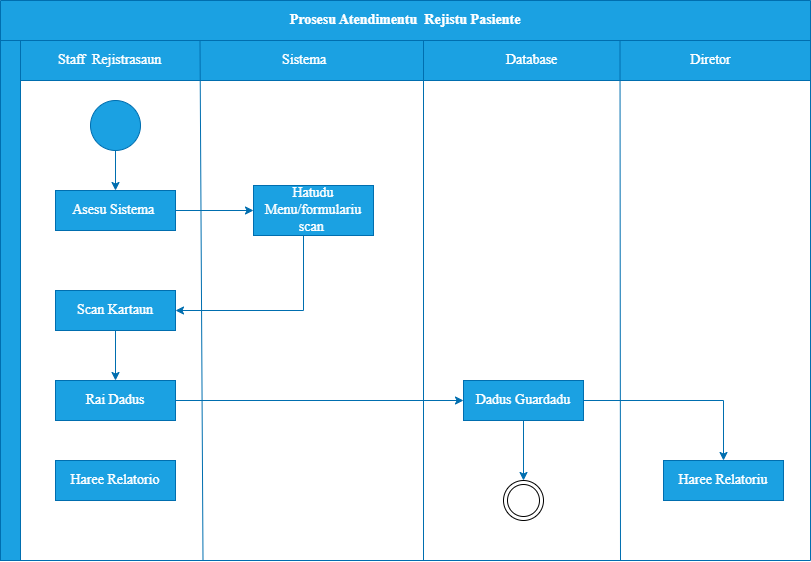 Prosesu Atendimentu Rejistu Pasiente
Staff Rejistrasaun
Sistema
Database
Diretor
Asesu Sistema
Hatudu
Menu/formulariu
scan
Scan Kartaun
Rai Dadus
Dadus Guardadu
Haree Relatorio
Haree Relatoriu